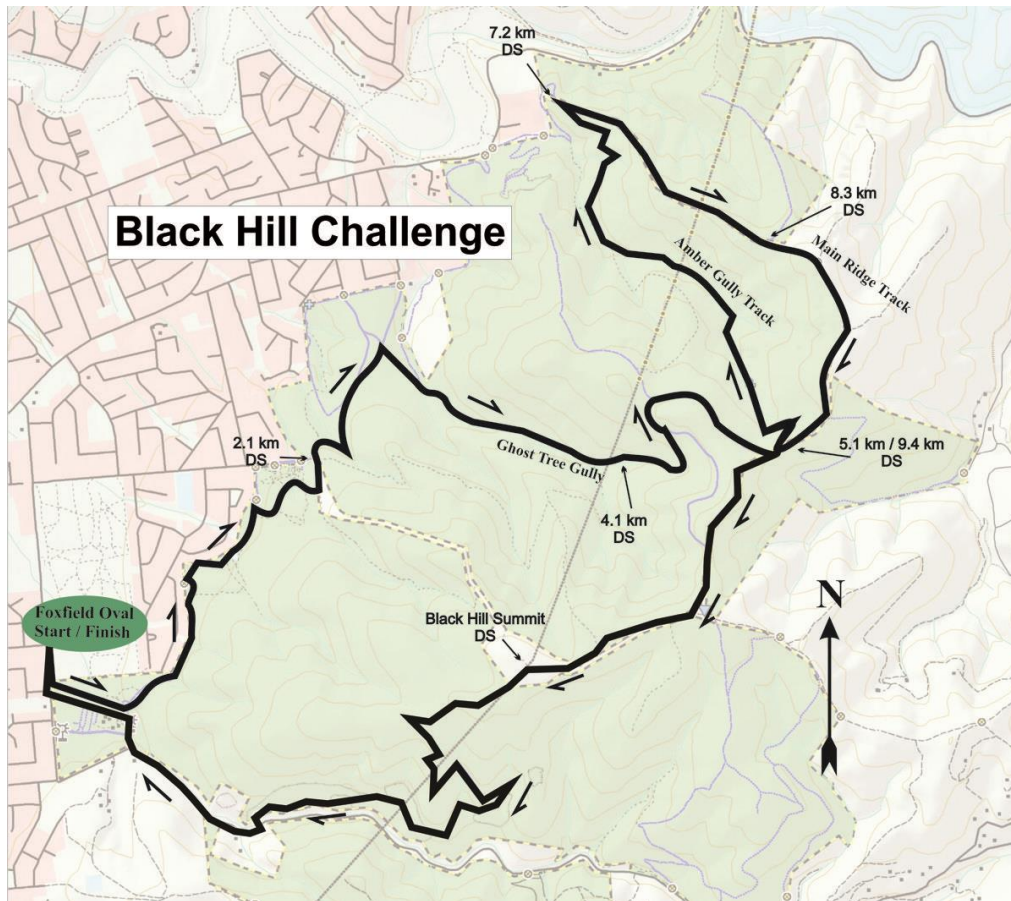 7.2 km
DS
8.3 km
DS
Black Hill Challenge
Main Ridge Track
Amber Gully Track
2.1 km
DS
Ghost Tree Gully
5.1 km / 9.4 km
DS
4.1 km
DS
N
Foxfield Oval
Start / Finish
Black Hill Summit
DS